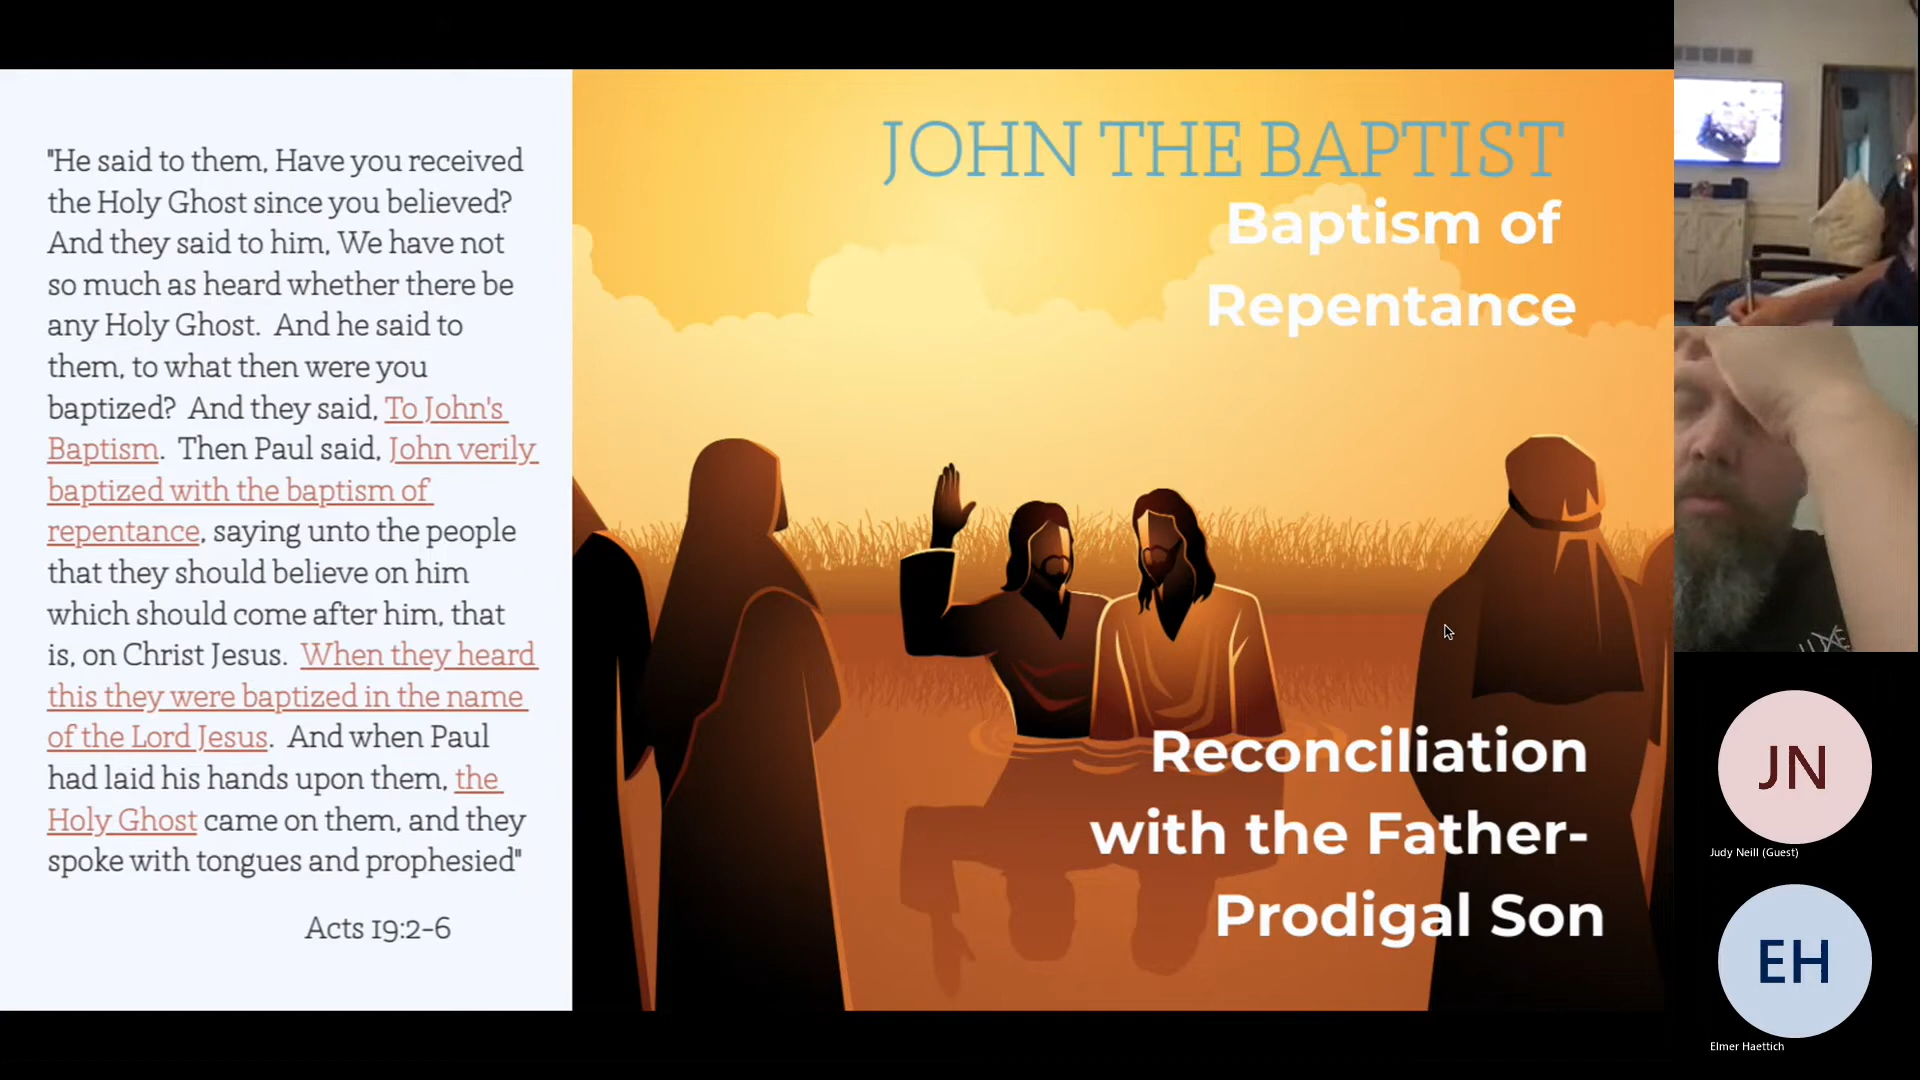 "He said to them, Have you received
the Holy Ghost since you believed?
And they said to him, We have not
so much as heard whether there be
any Holy Ghost.  And he said to
them, to what then were you
baptized?  And they said, To John's
Baptism.  Then Paul said, John verily
baptized with the baptism of
repentance, saying unto the people
that they should believe on him
which should come after him, that
is, on Christ Jesus.  When they heard
this they were baptized in the name
of the Lord Jesus.  And when Paul
had laid his hands upon them, the
Holy Ghost came on them, and they
spoke with tongues and prophesied"
Acts 19:2-6
JOHN THE BAPTIST
Baptism of
Repentance
Reconciliation
with the Father-
Prodigal Son
JN
Judy Neill (Guest)
EH
Elmer Haettich